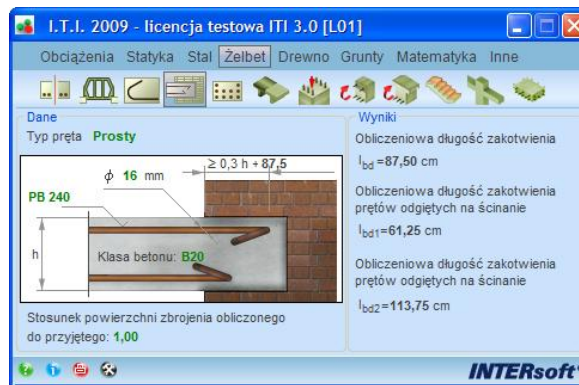 I.T.I. 2009 - licencja testowa ITI 3.0 [L01]
Obciążenia Statyka Stal Żelbet Drewno Grunty Matematyka Inne
Dane
Typ pręta Prosty
≥ 0,3 h + 87,5
ϕ 16 mm
PB 240
h
Klasa betonu: B20
Stosunek powierzchni zbrojenia obliczonego
do przyjętego: 1,00
Wyniki
Obliczeniowa długość zakotwienia
lbd =87,50 cm
Obliczeniowa długość zakotwienia
prętów odgiętych na ścinanie
lbd1=61,25 cm
Obliczeniowa długość zakotwienia
prętów odgiętych na ścinanie
lbd2=113,75 cm
INTERsoft